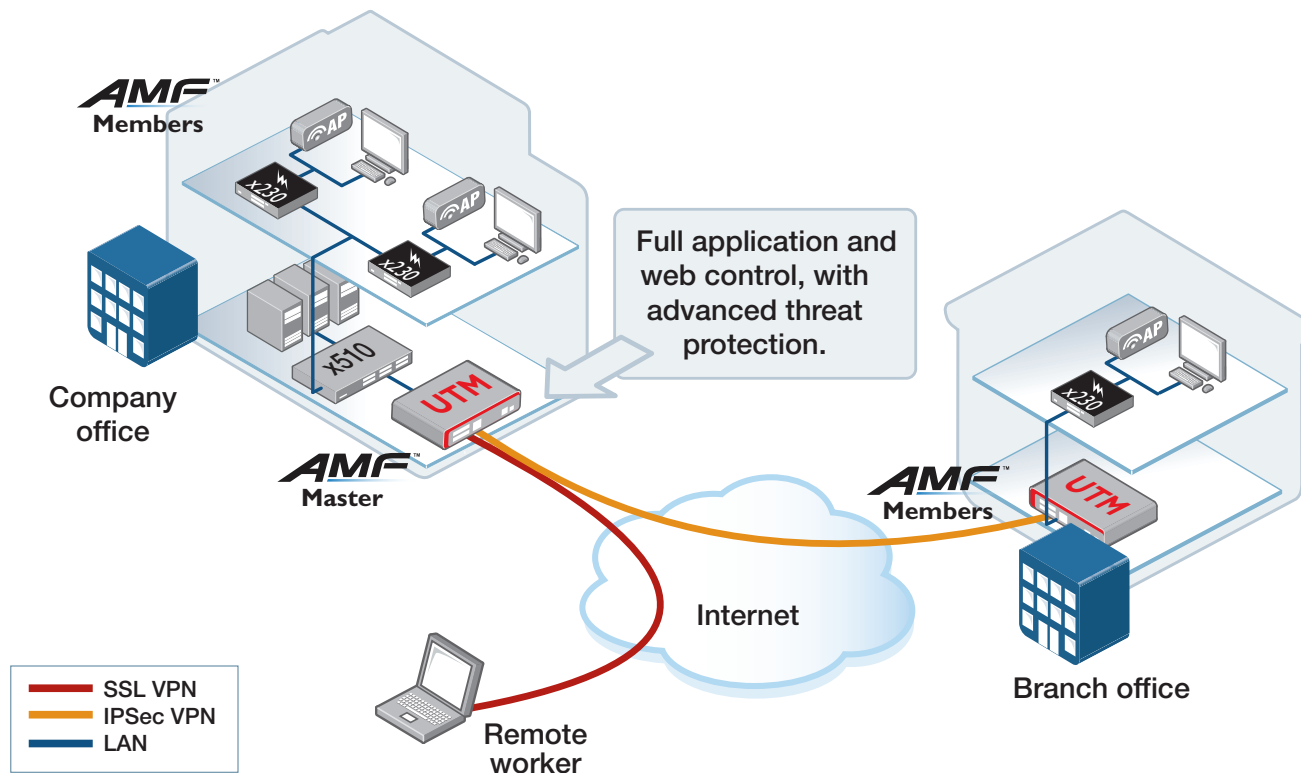 AMF™
Members
AP
x230
AP
x230
Full application and
web control, with
advanced threat
protection.
x510
UTM
Company
office
AMF™
Master
AP
x230
AMF™
Members
UTM
Internet
Branch office
SSL VPN
IPSec VPN
LAN
Remote
worker